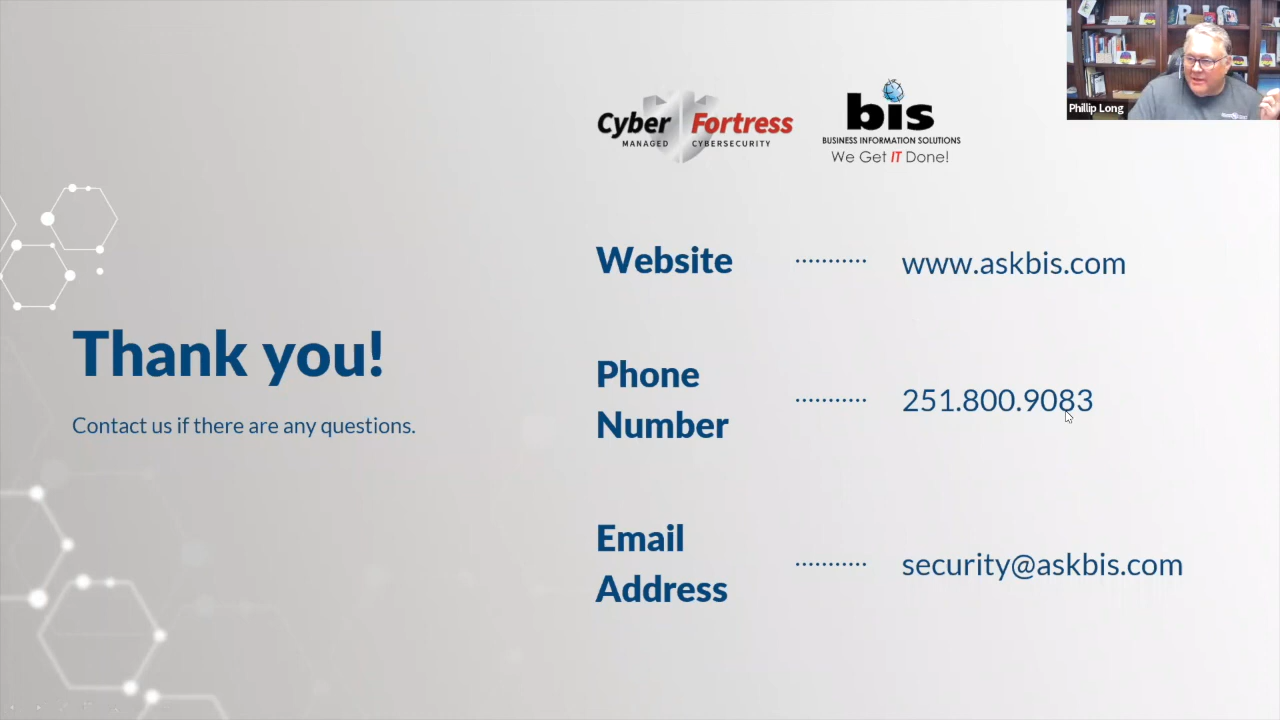 Phillip Long
Cyber Fortress
MANAGED CYBERSECURITY
bis
BUSINESS INFORMATION SOLUTIONS
We Get IT Done!
Website ........... www.askbis.com
Thank you!
Contact us if there are any questions.
Phone
Number ........... 251.800.9083
Email
Address ........... security@askbis.com